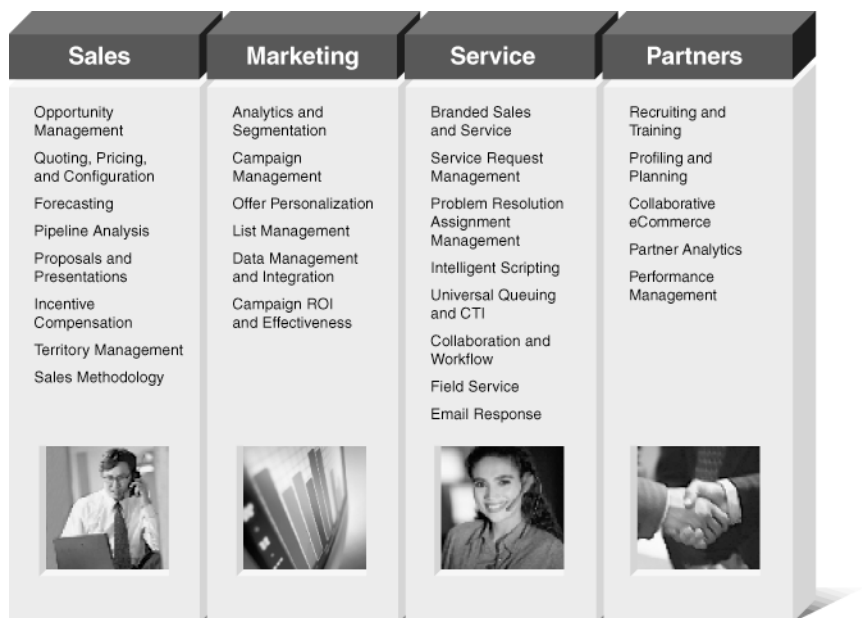 Sales
Opportunity
Management
Quoting, Pricing,
and Configuration
Forecasting
Pipeline Analysis
Proposals and
Presentations
Incentive
Compensation
Territory Management
Sales Methodology
Marketing
Analytics and
Segmentation
Campaign
Management
Offer Personalization
List Management
Data Management
and Integration
Campaign ROI
and Effectiveness
Service
Branded Sales
and Service
Service Request
Management
Problem Resolution
Assignment
Management
Intelligent Scripting
Universal Queuing
and CTI
Collaboration and
Workflow
Field Service
Email Response
Partners
Recruiting and
Training
Profiling and
Planning
Collaborative
eCommerce
Partner Analytics
Performance
Management